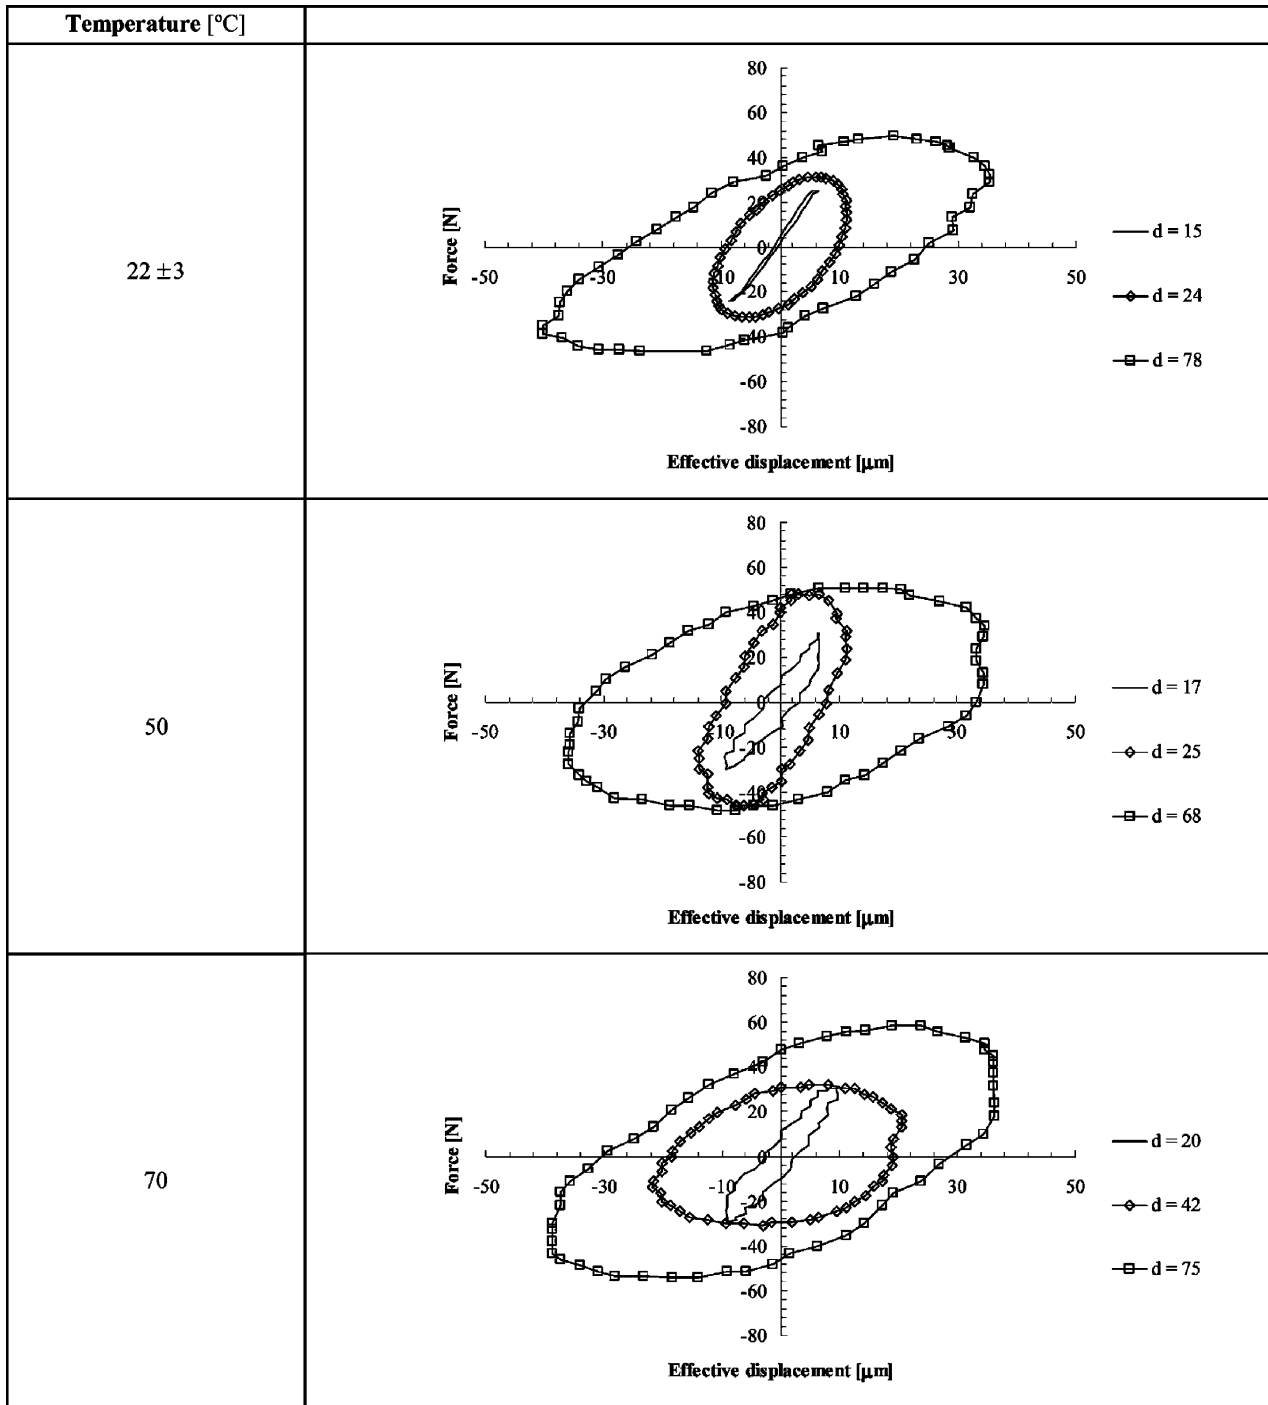 Temperature [°C]
22 ±3
80
60
40
20
0
-50 -30 -10 10 30 50
-20
-40
-60
-80
Force [N]
Effective displacement [μm]
d = 15
d = 24
d = 78
50
80
60
40
20
0
-50 -30 -10 10 30 50
-20
-40
-60
-80
Force [N]
Effective displacement [μm]
d = 17
d = 25
d = 68
70
80
60
40
20
0
-50 -30 -10 10 30 50
-20
-40
-60
-80
Force [N]
Effective displacement [μm]
d = 20
d = 42
d = 75